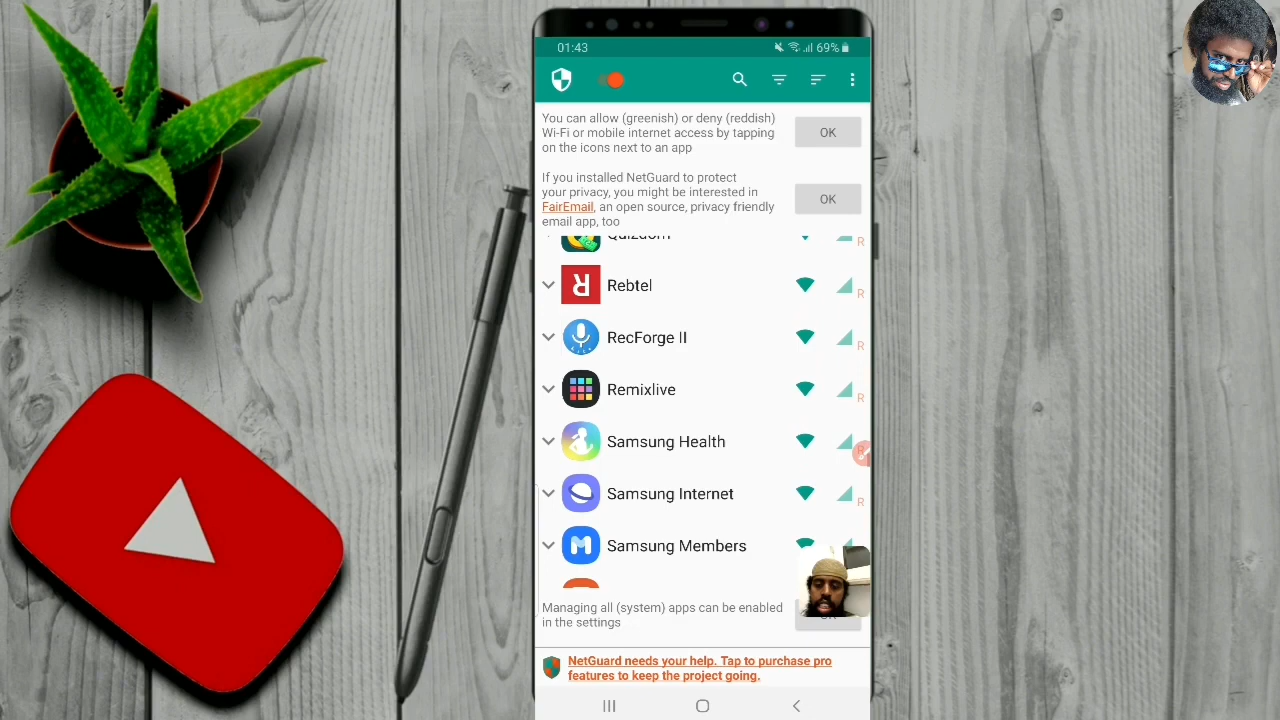 01:43
69%
You can allow (greenish) or deny (reddish)
Wi-Fi or mobile internet access by tapping
on the icons next to an app
OK
If you installed NetGuard to protect
your privacy, you might be interested in
FairEmail, an open source, privacy friendly
email app, too
OK
Quizdom
R
Rebtel
R
RecForge II
R
Remixlive
R
Samsung Health
R
Samsung Internet
R
Samsung Members
Managing all (system) apps can be enabled
in the settings
NetGuard needs your help. Tap to purchase pro
features to keep the project going.